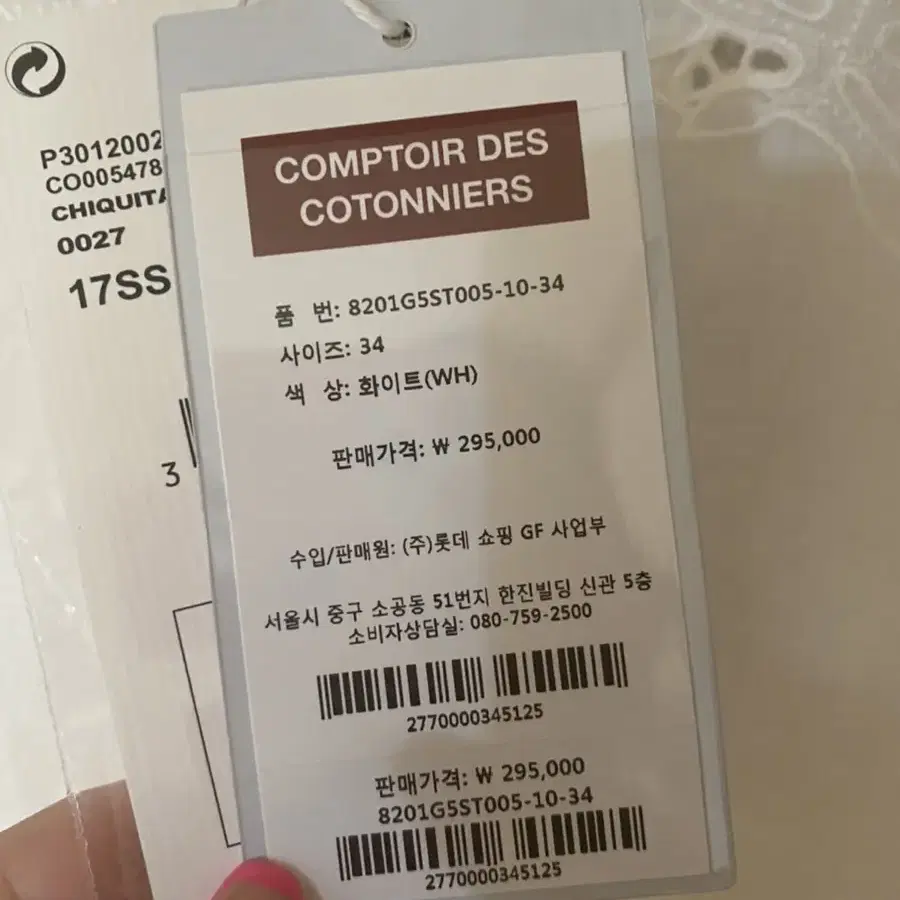 P3012002
CO005478
CHIQUITA
0027
17SS
3
COMPTOIR DES
COTONNIERS
품 번: 8201G5ST005-10-34
사이즈: 34
색 상: 화이트(WH)
판매가격: ₩ 295,000
수입/판매원: (주)롯데 쇼핑 GF 사업부
서울시 중구 소공동 51번지 한진빌딩 신관 5층
소비자상담실: 080-759-2500
2770000345125
판매가격: ₩ 295,000
8201G5ST005-10-34
2770000345125